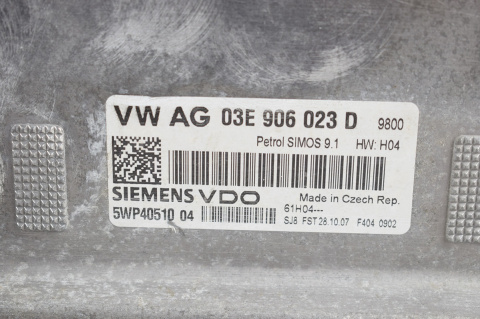 VW AG 03E 906 023 D 9800
Petrol SIMOS 9.1 HW: H04
SIEMENS VDO Made in Czech Rep.
5WP40510 04 61H04---
SJ8 FST 28.10.07 F404 0902